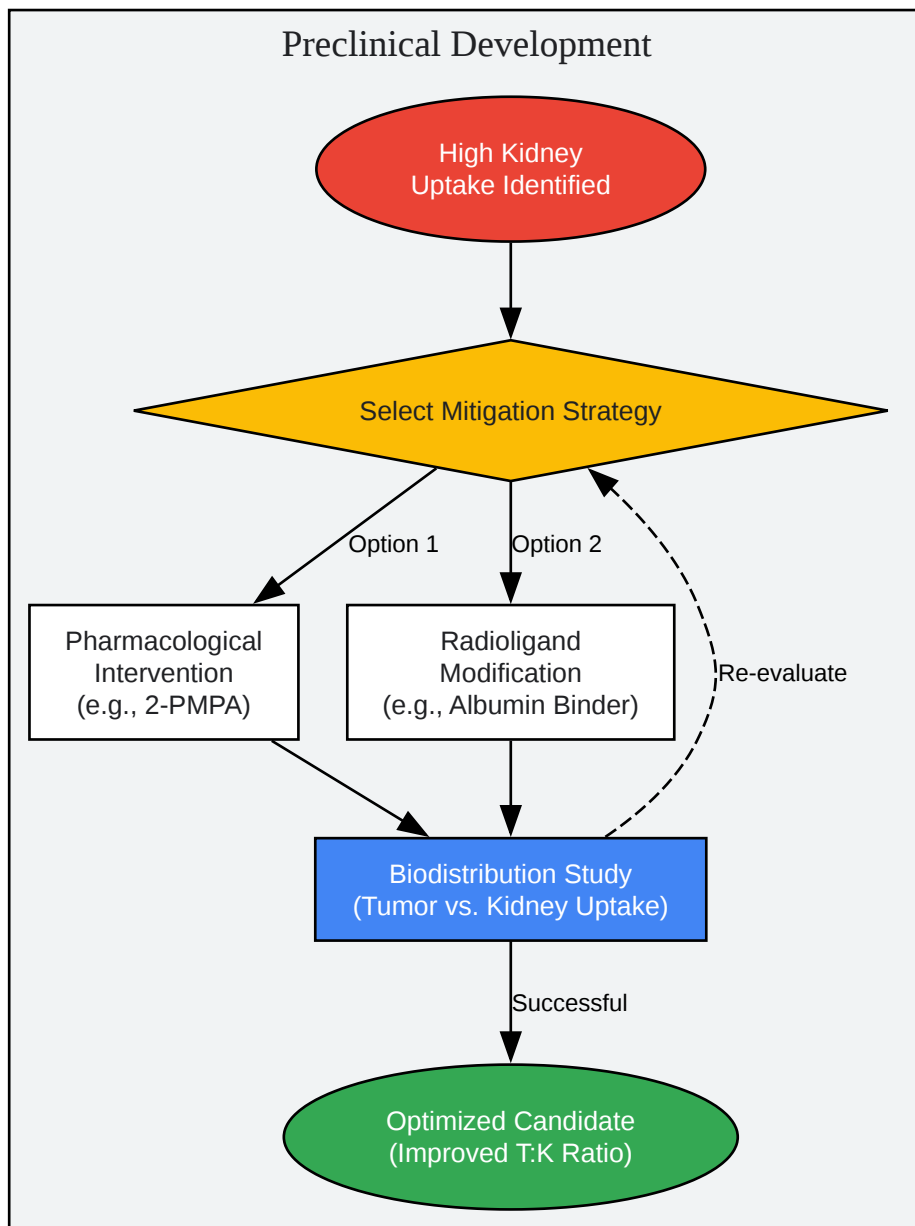 Preclinical Development
High Kidney
Uptake Identified
Select Mitigation Strategy
Option 1
Option 2
Pharmacological
Intervention
(e.g., 2-PMPA)
Radioligand
Modification
(e.g., Albumin Binder)
Re-evaluate
Biodistribution Study
(Tumor vs. Kidney Uptake)
Successful
Optimized Candidate
(Improved T:K Ratio)